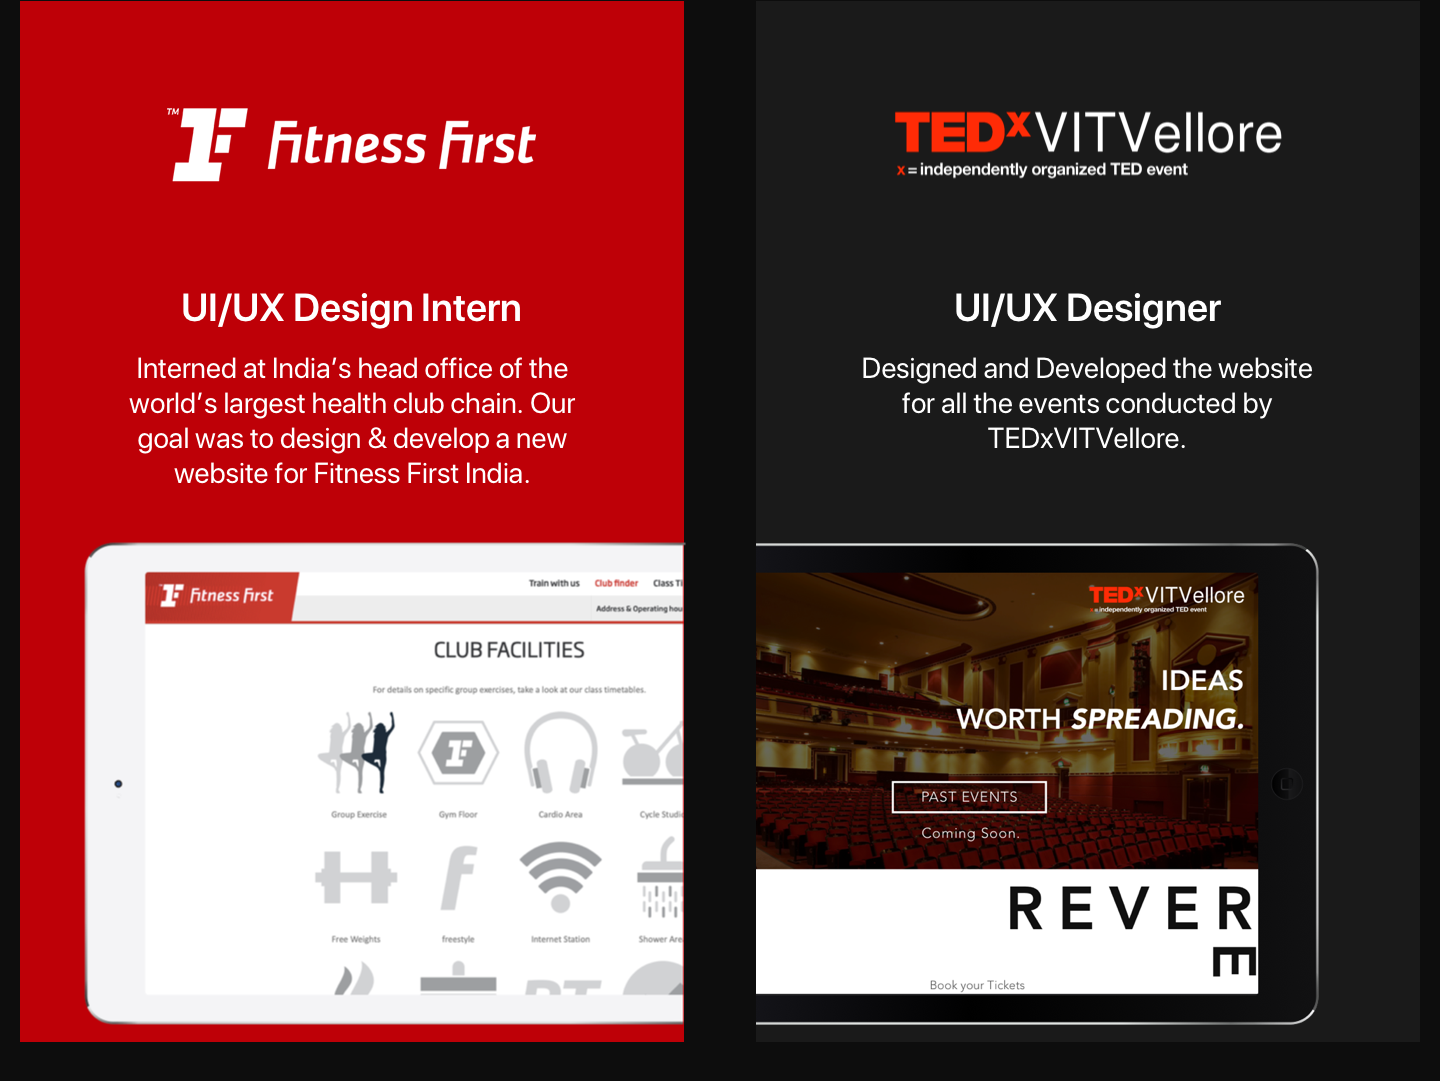 TM
Fitness First
UI/UX Design Intern
Interned at India’s head office of the
world’s largest health club chain. Our
goal was to design & develop a new
website for Fitness First India.
Fitness First
Train with us Club finder Class Ti
Address & Operating hou
CLUB FACILITIES
For details on specific group exercises, take a look at our class timetables.
Group Exercise Gym Floor Cardio Area Cycle Studi
Free Weights freestyle Internet Station Shower Are
PT
TEDxVITVellore
x = independently organized TED event
UI/UX Designer
Designed and Developed the website
for all the events conducted by
TEDxVITVellore.
TEDxVITVellore
x = independently organized TED event
IDEAS
WORTH SPREADING.
PAST EVENTS
Coming Soon.
REVER
E
Book your Tickets